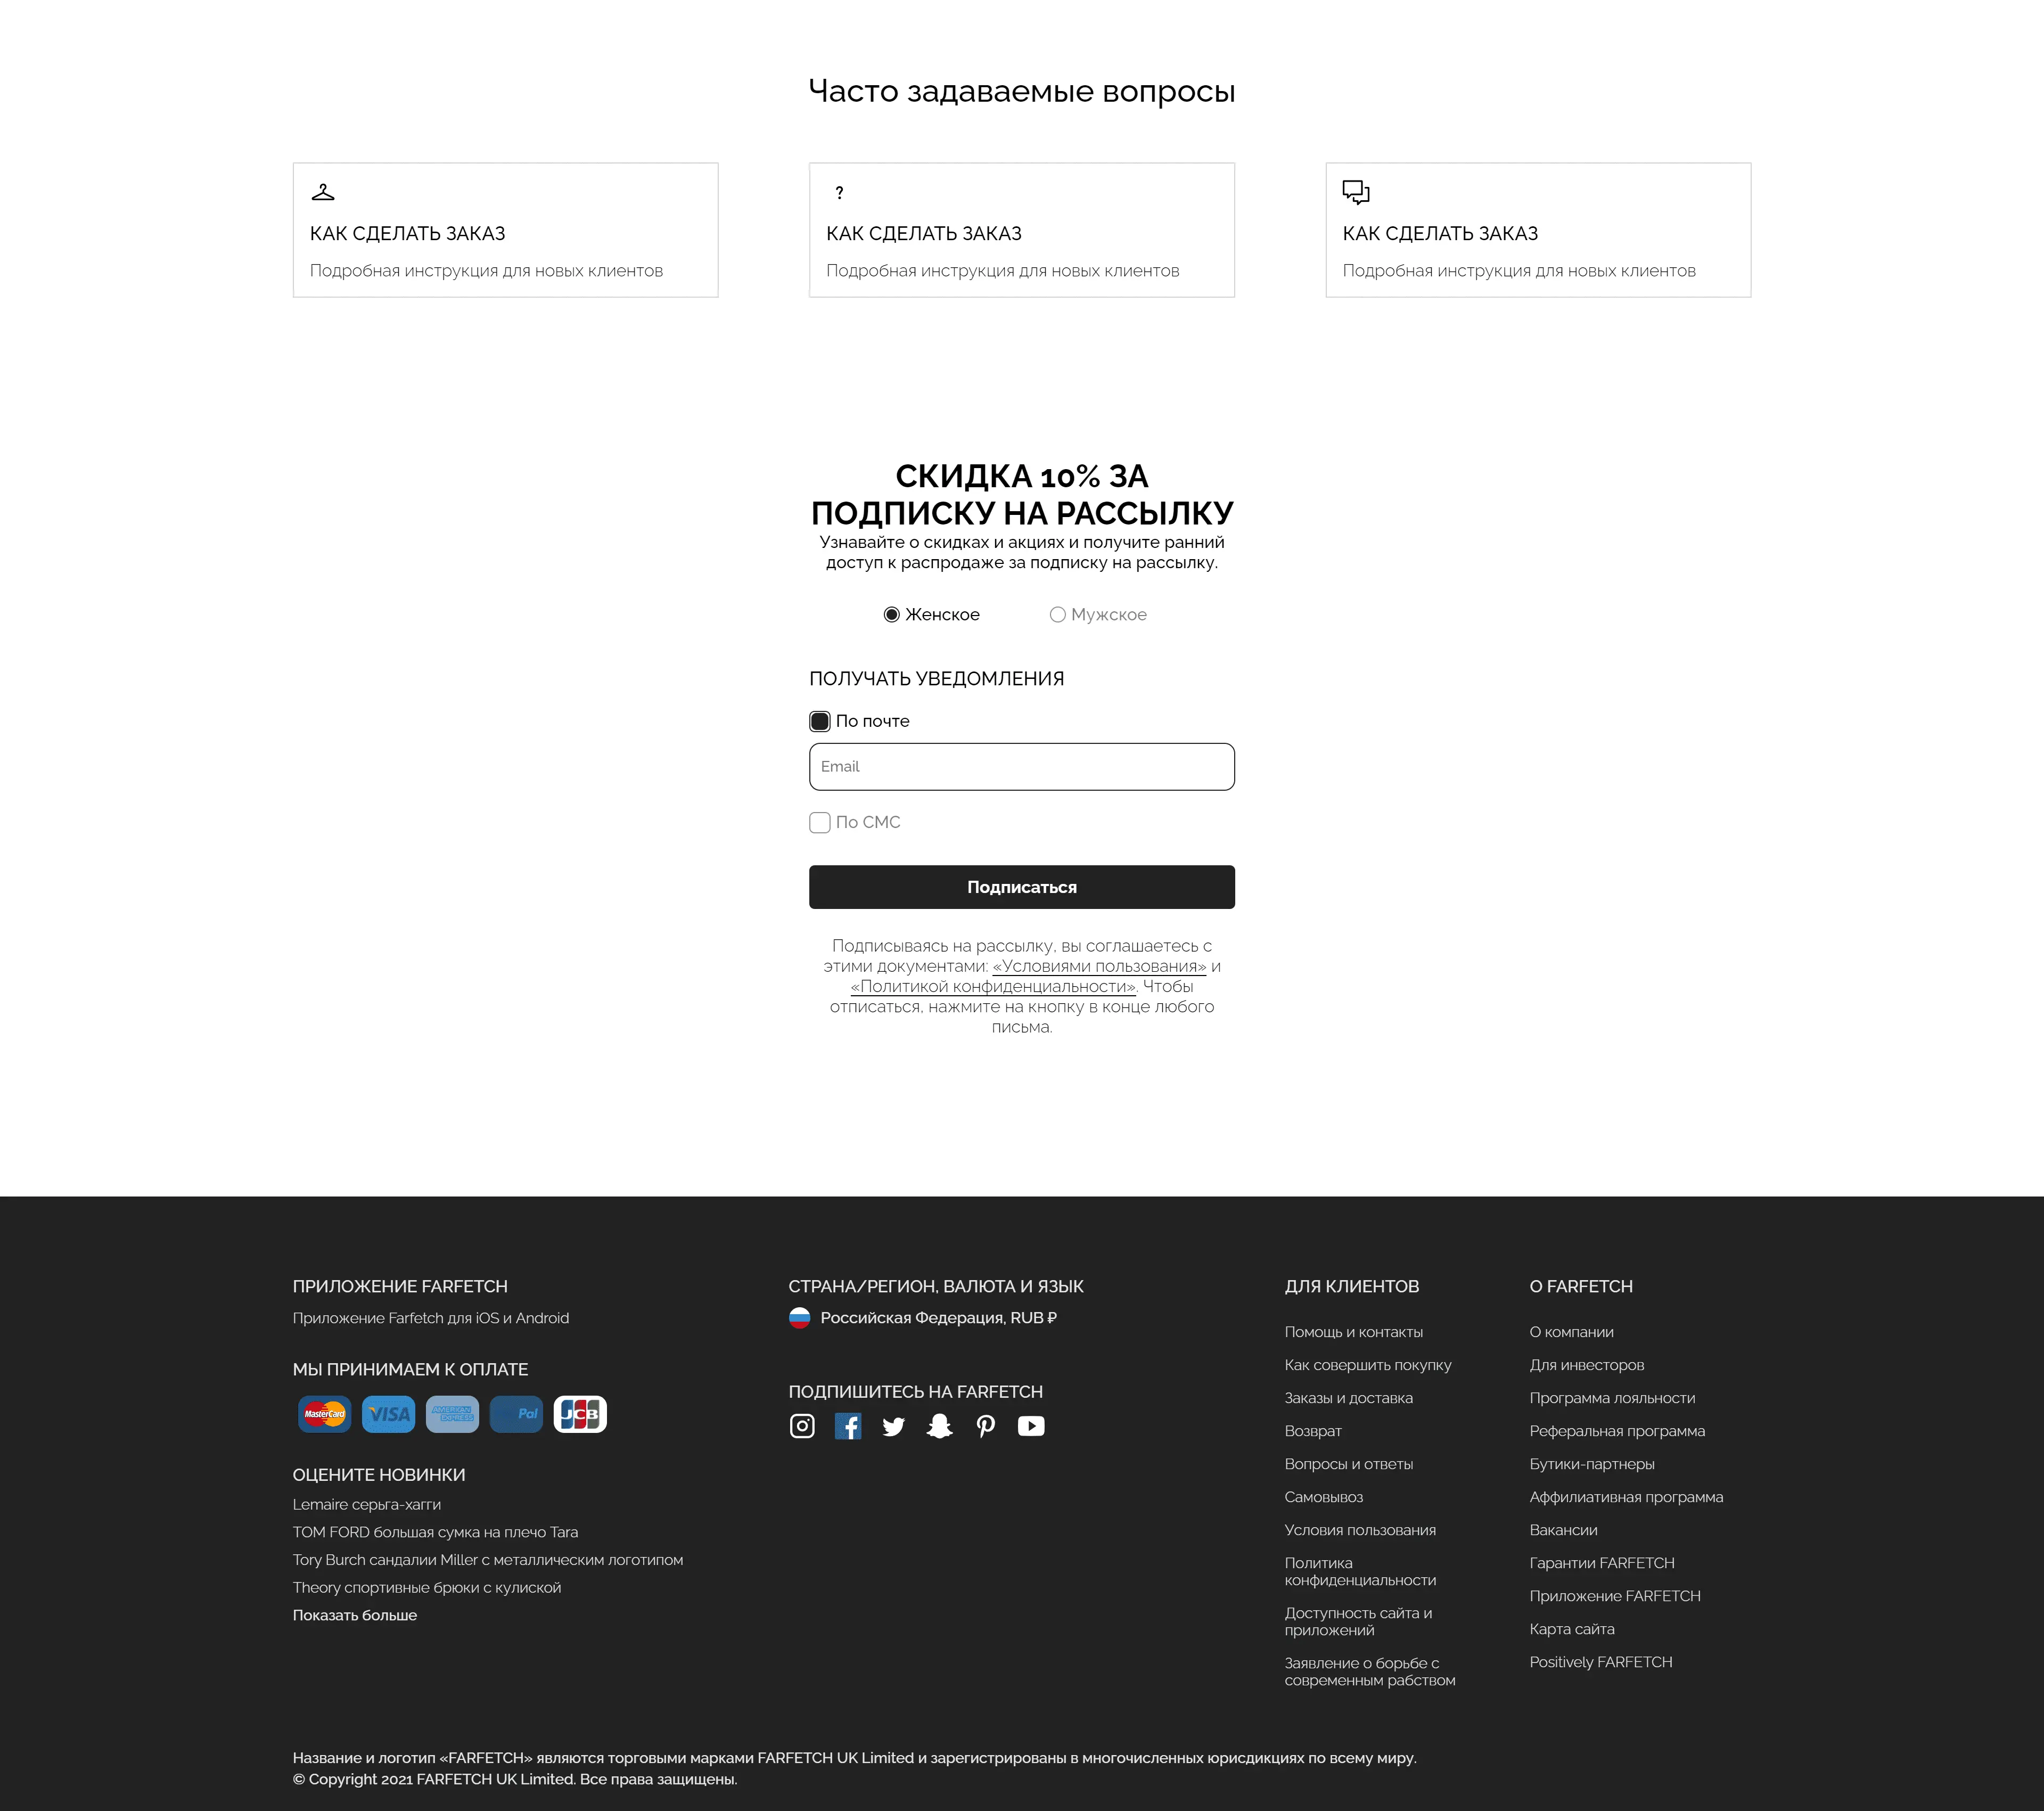 Часто задаваемые вопросы
?
КАК СДЕЛАТЬ ЗАКАЗ
Подробная инструкция для новых клиентов
КАК СДЕЛАТЬ ЗАКАЗ
Подробная инструкция для новых клиентов
КАК СДЕЛАТЬ ЗАКАЗ
Подробная инструкция для новых клиентов
СКИДКА 10% ЗА
ПОДПИСКУ НА РАССЫЛКУ
Узнавайте о скидках и акциях и получите ранний
доступ к распродаже за подписку на рассылку.
Женское
Мужское
ПОЛУЧАТЬ УВЕДОМЛЕНИЯ
По почте
Email
По СМС
Подписаться
Подписываясь на рассылку, вы соглашаетесь с
этими документами: «Условиями пользования» и
«Политикой конфиденциальности». Чтобы
отписаться, нажмите на кнопку в конце любого
письма.
ПРИЛОЖЕНИЕ FARFETCH
Приложение Farfetch для iOS и Android
МЫ ПРИНИМАЕМ К ОПЛАТЕ
MasterCard
VISA
AMERICAN
EXPRESS
PayPal
JCB
ОЦЕНИТЕ НОВИНКИ
Lemaire серьга-хагги
TOM FORD большая сумка на плечо Tara
Tory Burch сандалии Miller с металлическим логотипом
Theory спортивные брюки с кулиской
Показать больше
СТРАНА/РЕГИОН, ВАЛЮТА И ЯЗЫК
Российская Федерация, RUB ₽
ПОДПИШИТЕСЬ НА FARFETCH
ДЛЯ КЛИЕНТОВ
Помощь и контакты
Как совершить покупку
Заказы и доставка
Возврат
Вопросы и ответы
Самовывоз
Условия пользования
Политика
конфиденциальности
Доступность сайта и
приложений
Заявление о борьбе с
современным рабством
О FARFETCH
О компании
Для инвесторов
Программа лояльности
Реферальная программа
Бутики-партнеры
Аффилиативная программа
Вакансии
Гарантии FARFETCH
Приложение FARFETCH
Карта сайта
Positively FARFETCH
Название и логотип «FARFETCH» являются торговыми марками FARFETCH UK Limited и зарегистрированы в многочисленных юрисдикциях по всему миру.
© Copyright 2021 FARFETCH UK Limited. Все права защищены.